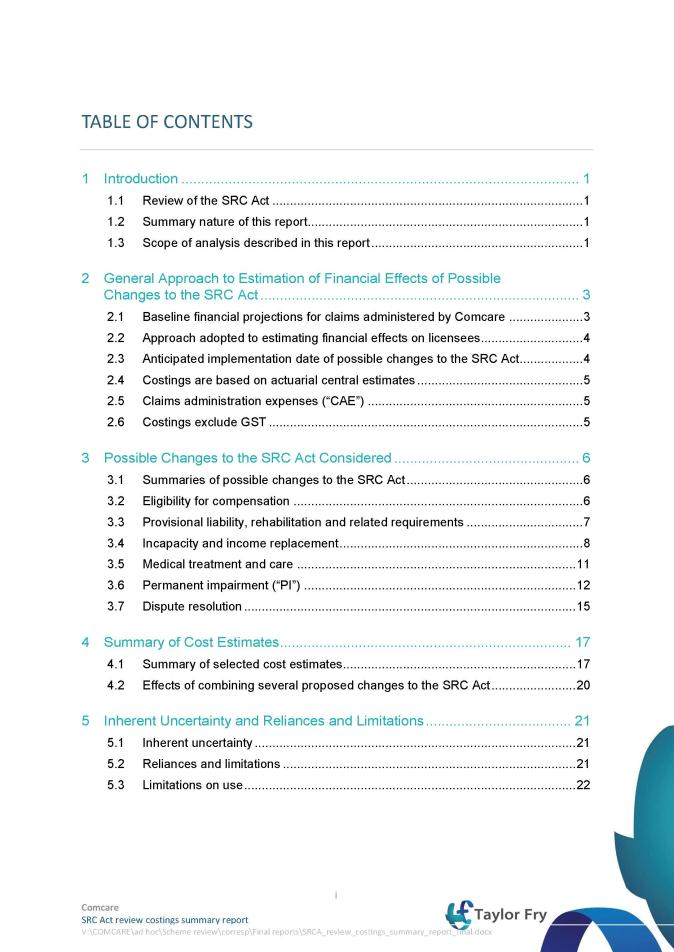 TABLE OF CONTENTS
1 Introduction ........................................ 1
1.1 Review of the SRC Act ........................................1
1.2 Summary nature of this report........................................1
1.3 Scope of analysis described in this report........................................1
2 General Approach to Estimation of Financial Effects of Possible
Changes to the SRC Act ........................................ 3
2.1 Baseline financial projections for claims administered by Comcare .....................3
2.2 Approach adopted to estimating financial effects on licensees..............................4
2.3 Anticipated implementation date of possible changes to the SRC Act.................4
2.4 Costings are based on actuarial central estimates ........................................5
2.5 Claims administration expenses (“CAE”) ........................................5
2.6 Costings exclude GST ........................................5
3 Possible Changes to the SRC Act Considered ........................................ 6
3.1 Summaries of possible changes to the SRC Act........................................6
3.2 Eligibility for compensation ........................................6
3.3 Provisional liability, rehabilitation and related requirements ..............................7
3.4 Incapacity and income replacement........................................8
3.5 Medical treatment and care ........................................11
3.6 Permanent impairment (“PI”) ........................................12
3.7 Dispute resolution ........................................15
4 Summary of Cost Estimates........................................ 17
4.1 Summary of selected cost estimates........................................17
4.2 Effects of combining several proposed changes to the SRC Act.......................20
5 Inherent Uncertainty and Reliances and Limitations .................................. 21
5.1 Inherent uncertainty ........................................21
5.2 Reliances and limitations ........................................21
5.3 Limitations on use........................................22
i
Comcare
SRC Act review costings summary report
V:\COMCARE\ad hoc\Scheme review\corresp\Final reports\SRCA_review_costings_summary_report_final.docx
Taylor Fry